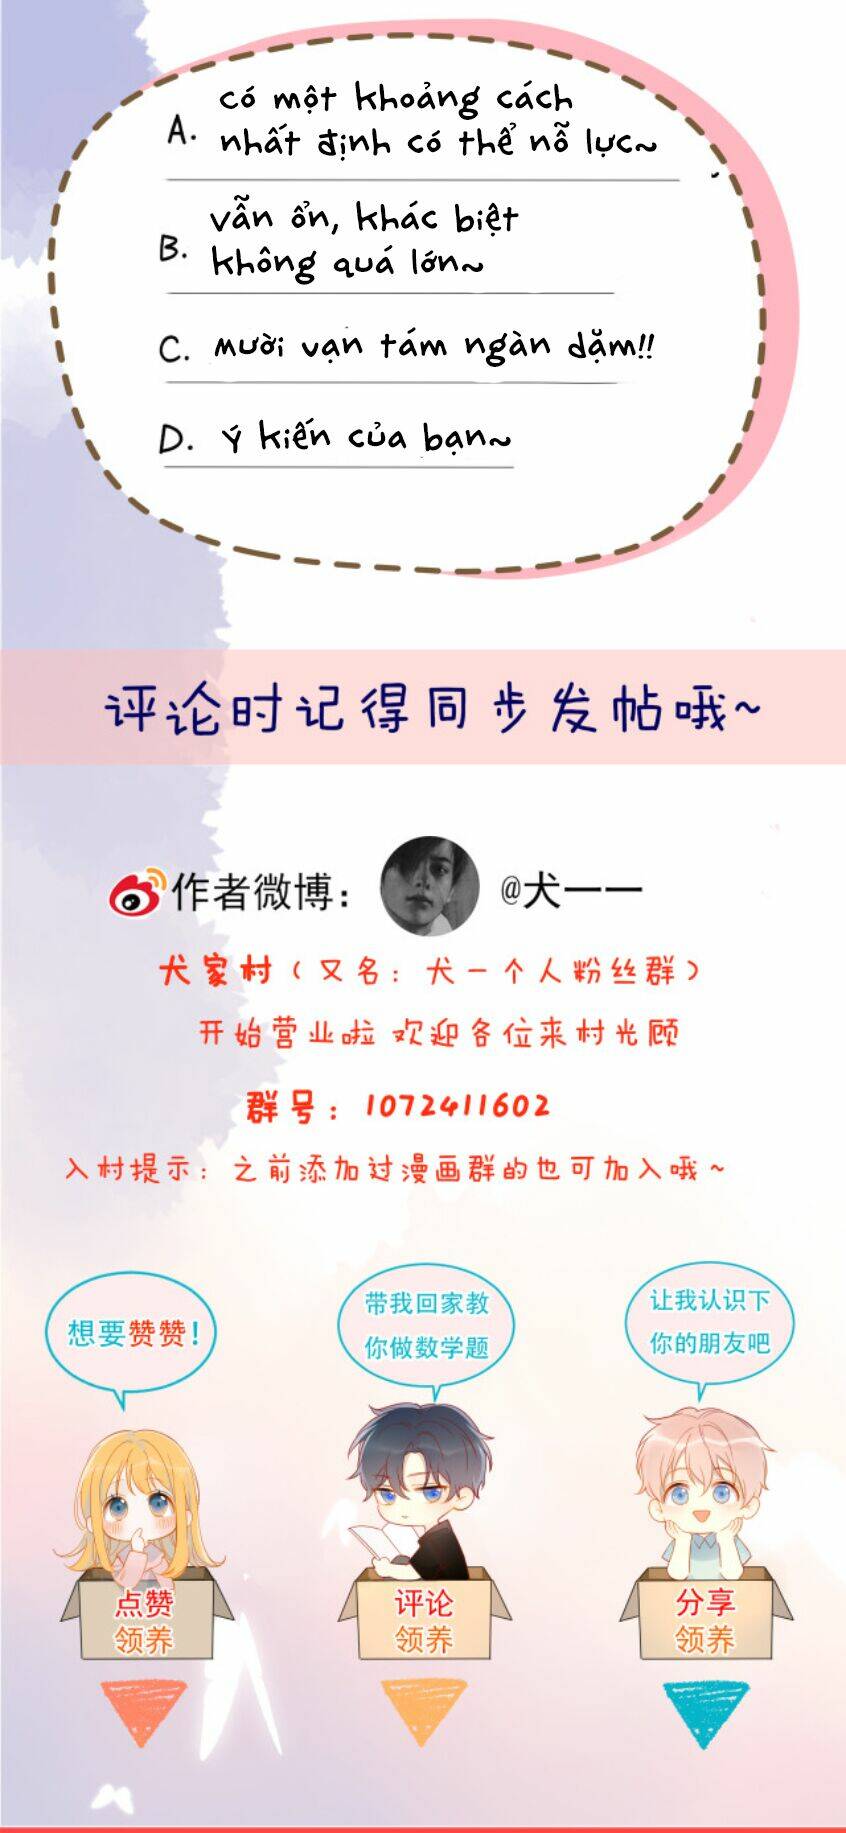 A. có một khoảng cách
nhất định có thể nỗ lực~
B. vẫn ổn, khác biệt
không quá lớn~
C. mười vạn tám ngàn dặm!!
D. ý kiến của bạn~
评论时记得同步发帖哦~
作者微博: @犬一一
犬家村（又名: 犬一个人粉丝群）
开始营业啦 欢迎各位来村光顾
群号: 1072411602
入村提示: 之前添加过漫画群的也可加入哦~
想要赞赞!
带我回家教
你做数学题
让我认识下
你的朋友吧
点赞
领养
评论
领养
分享
领养